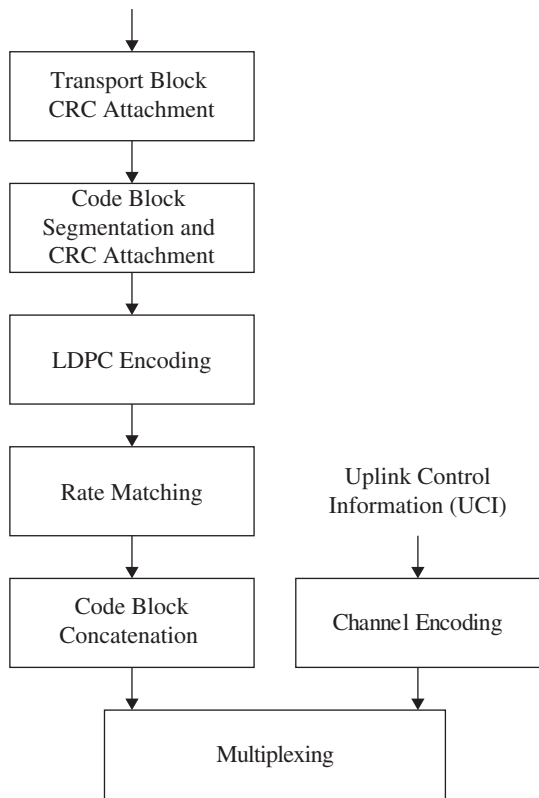 Transport Block
CRC Attachment
Code Block
Segmentation and
CRC Attachment
LDPC Encoding
Rate Matching
Uplink Control
Information (UCI)
Code Block
Concatenation
Channel Encoding
Multiplexing